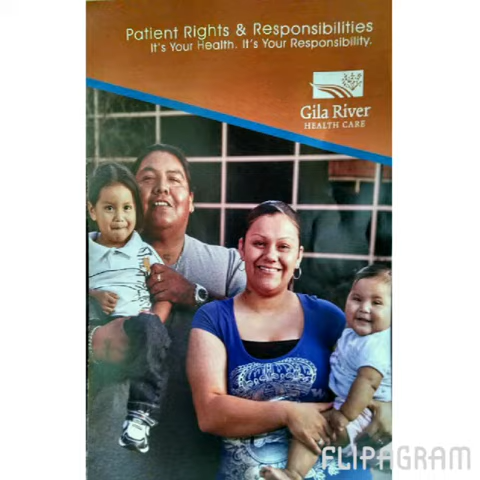 Patient Rights & Responsibilities
It's Your Health. It's Your Responsibility.
Gila River
HEALTH CARE
FLIPAGRAM